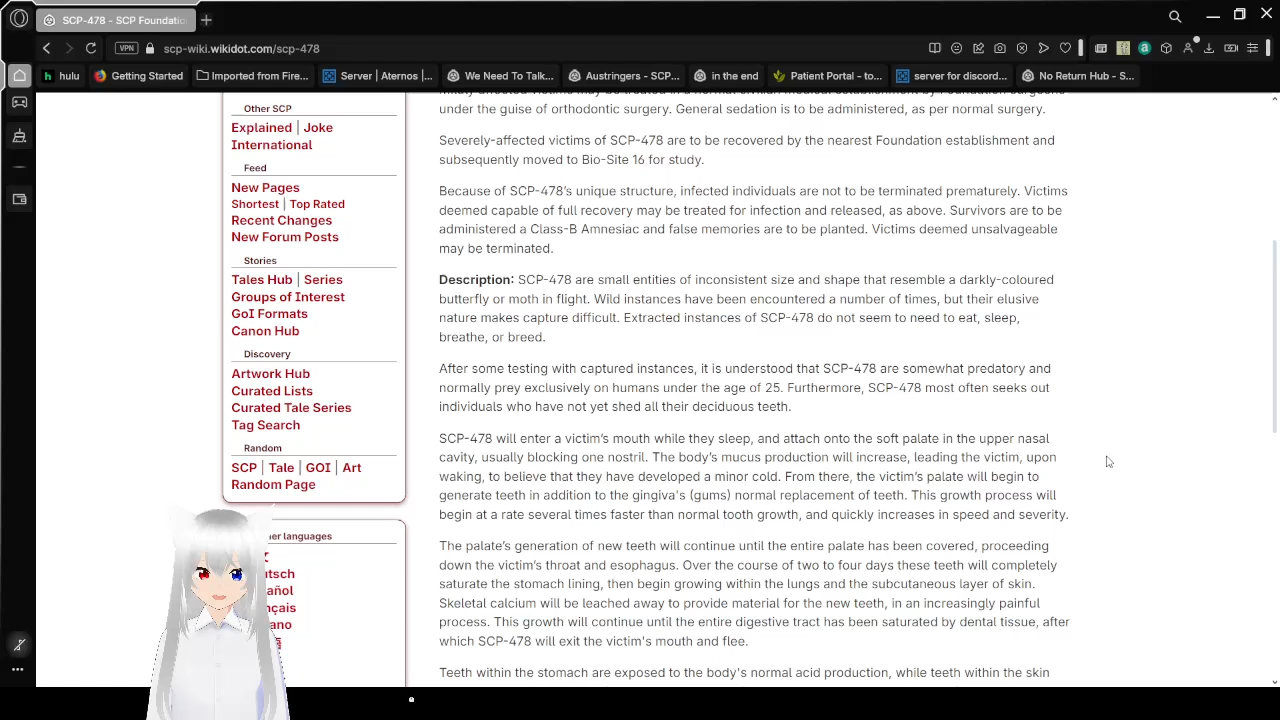 SCP-478 - SCP Foundatio
scp-wiki.wikidot.com/scp-478
VPN
hulu
Getting Started
Imported from Fire...
Server | Aternos |...
We Need To Talk...
Austringers - SCP...
in the end
Patient Portal - to...
server for discord...
No Return Hub - S...
Other SCP
Explained | Joke
International
Feed
New Pages
Shortest | Top Rated
Recent Changes
New Forum Posts
Stories
Tales Hub | Series
Groups of Interest
GoI Formats
Canon Hub
Discovery
Artwork Hub
Curated Lists
Curated Tale Series
Tag Search
Random
SCP | Tale | GOI | Art
Random Page
languages
under the guise of orthodontic surgery. General sedation is to be administered, as per normal surgery.
Severely-affected victims of SCP-478 are to be recovered by the nearest Foundation establishment and
subsequently moved to Bio-Site 16 for study.
Because of SCP-478's unique structure, infected individuals are not to be terminated prematurely. Victims
deemed capable of full recovery may be treated for infection and released, as above. Survivors are to be
administered a Class-B Amnesiac and false memories are to be planted. Victims deemed unsalvageable
may be terminated.
Description: SCP-478 are small entities of inconsistent size and shape that resemble a darkly-coloured
butterfly or moth in flight. Wild instances have been encountered a number of times, but their elusive
nature makes capture difficult. Extracted instances of SCP-478 do not seem to need to eat, sleep,
breathe, or breed.
After some testing with captured instances, it is understood that SCP-478 are somewhat predatory and
normally prey exclusively on humans under the age of 25. Furthermore, SCP-478 most often seeks out
individuals who have not yet shed all their deciduous teeth.
SCP-478 will enter a victim's mouth while they sleep, and attach onto the soft palate in the upper nasal
cavity, usually blocking one nostril. The body's mucus production will increase, leading the victim, upon
waking, to believe that they have developed a minor cold. From there, the victim's palate will begin to
generate teeth in addition to the gingiva's (gums) normal replacement of teeth. This growth process will
begin at a rate several times faster than normal tooth growth, and quickly increases in speed and severity.
The palate's generation of new teeth will continue until the entire palate has been covered, proceeding
down the victim's throat and esophagus. Over the course of two to four days these teeth will completely
saturate the stomach lining, then begin growing within the lungs and the subcutaneous layer of skin.
Skeletal calcium will be leached away to provide material for the new teeth, in an increasingly painful
process. This growth will continue until the entire digestive tract has been saturated by dental tissue, after
which SCP-478 will exit the victim's mouth and flee.
Teeth within the stomach are exposed to the body's normal acid production, while teeth within the skin